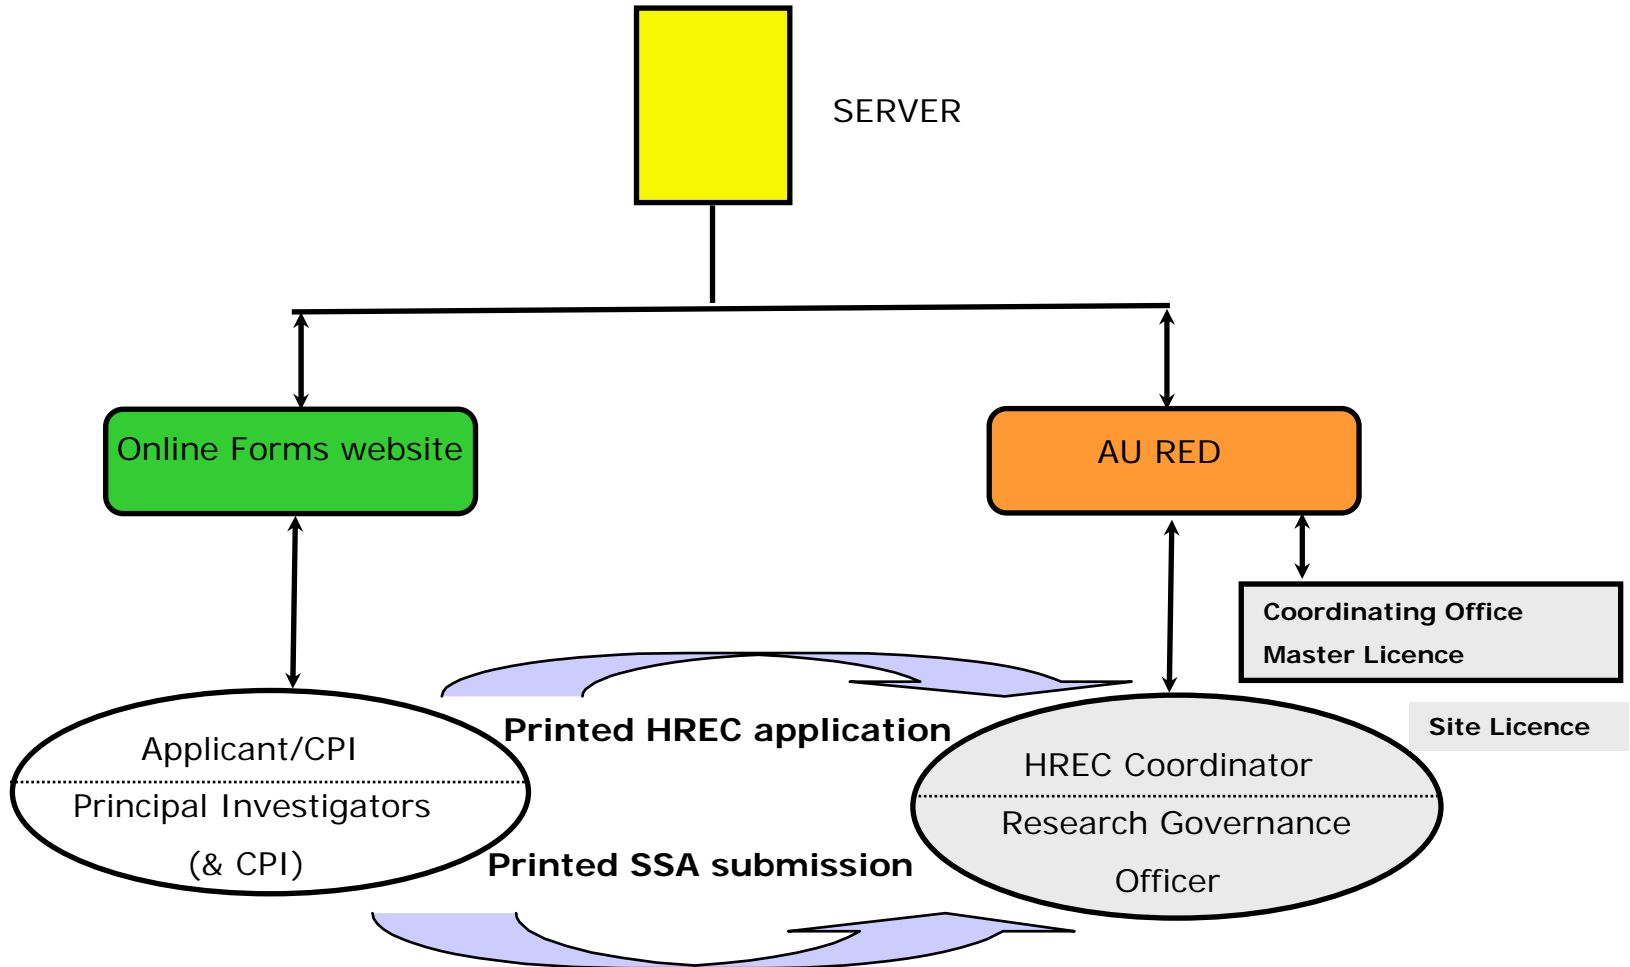 SERVER
Online Forms website
AU RED
Coordinating Office
Master Licence
Site Licence
Printed HREC application
Applicant/CPI
Principal Investigators
(& CPI)
HREC Coordinator
Research Governance
Officer
Printed SSA submission